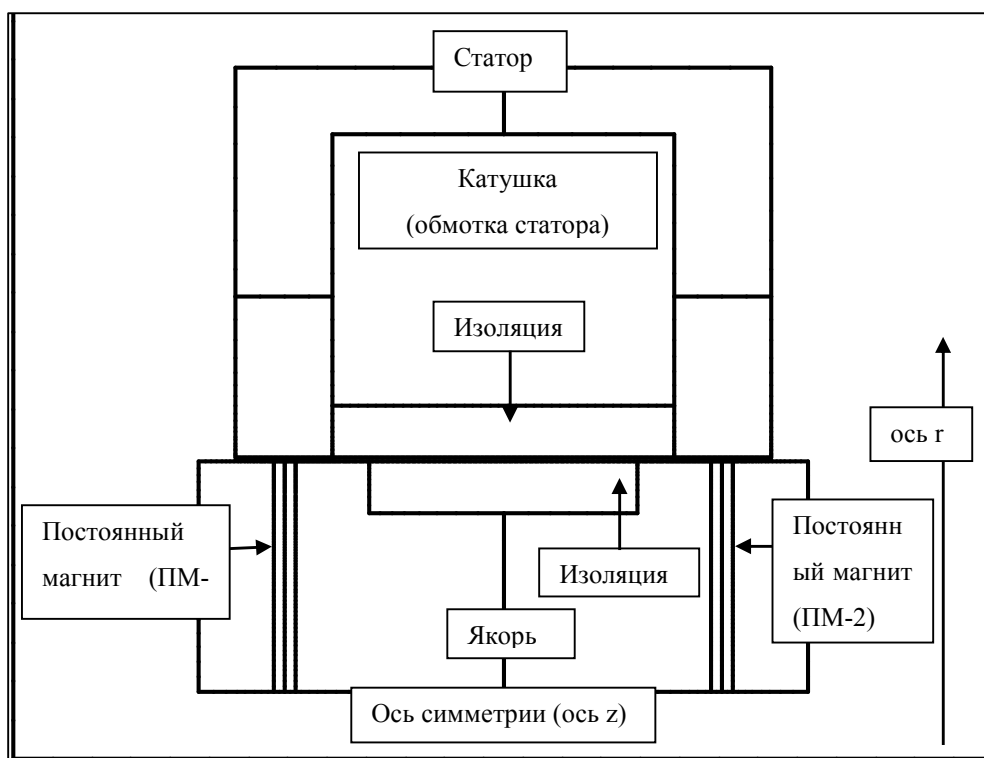 Статор
Катушка
(обмотка статора)
Изоляция
ось r
Постоянный
магнит (ПМ-
Изоляция
Постоянн
ый магнит
(ПМ-2)
Якорь
Ось симметрии (ось z)